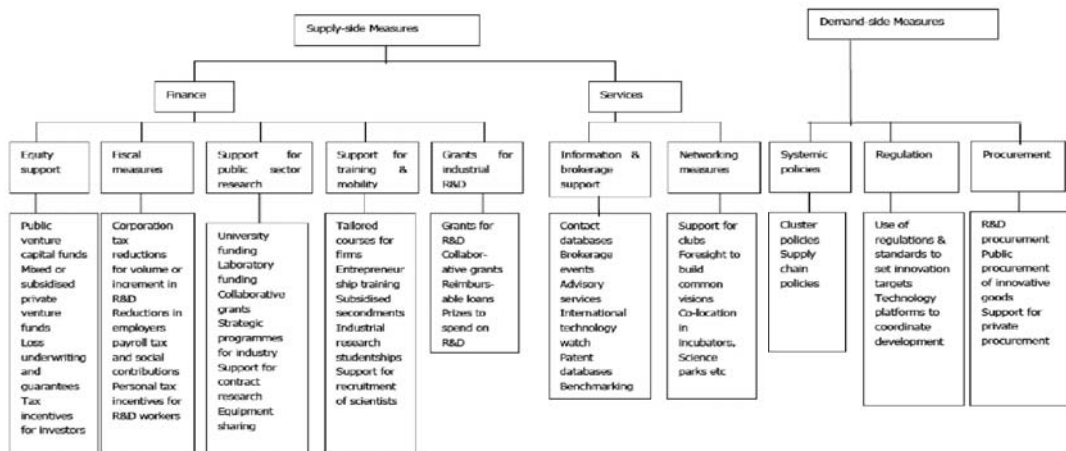 Supply-side Measures
Demand-side Measures
Finance
Services
Equity
support
Fiscal
measures
Support for
public sector
research
Support for
training &
mobility
Grants for
industrial
R&D
Information &
brokerage
support
Networking
measures
Systemic
policies
Regulation
Procurement
Public
venture
capital funds
Mixed or
subsidised
private
venture
funds
Loss
underwriting
and
guarantees
Tax
incentives
for investors
Corporation
tax
reductions
for volume or
increment in
R&D
Reductions in
employers
payroll tax
and social
contributions
Personal tax
incentives for
R&D workers
University
funding
Laboratory
funding
Collaborative
grants
Strategic
programmes
for industry
Support for
contract
research
Equipment
sharing
Tailored
courses for
firms
Entrepreneur
ship training
Subsidised
secondments
Industrial
research
studentships
Support for
recruitment
of scientists
Grants for
R&D
Collabor-
ative grants
Reimburs-
able loans
Prizes to
spend on
R&D
Contact
databases
Brokerage
events
Advisory
services
International
technology
watch
Patent
databases
Benchmarking
Support for
clubs
Foresight to
build
common
visions
Co-location
in
Incubators,
Science
parks etc
Cluster
policies
Supply
chain
policies
Use of
regulations &
standards to
set innovation
targets
Technology
platforms to
coordinate
development
R&D
procurement
Public
procurement
of innovative
goods
Support for
private
procurement